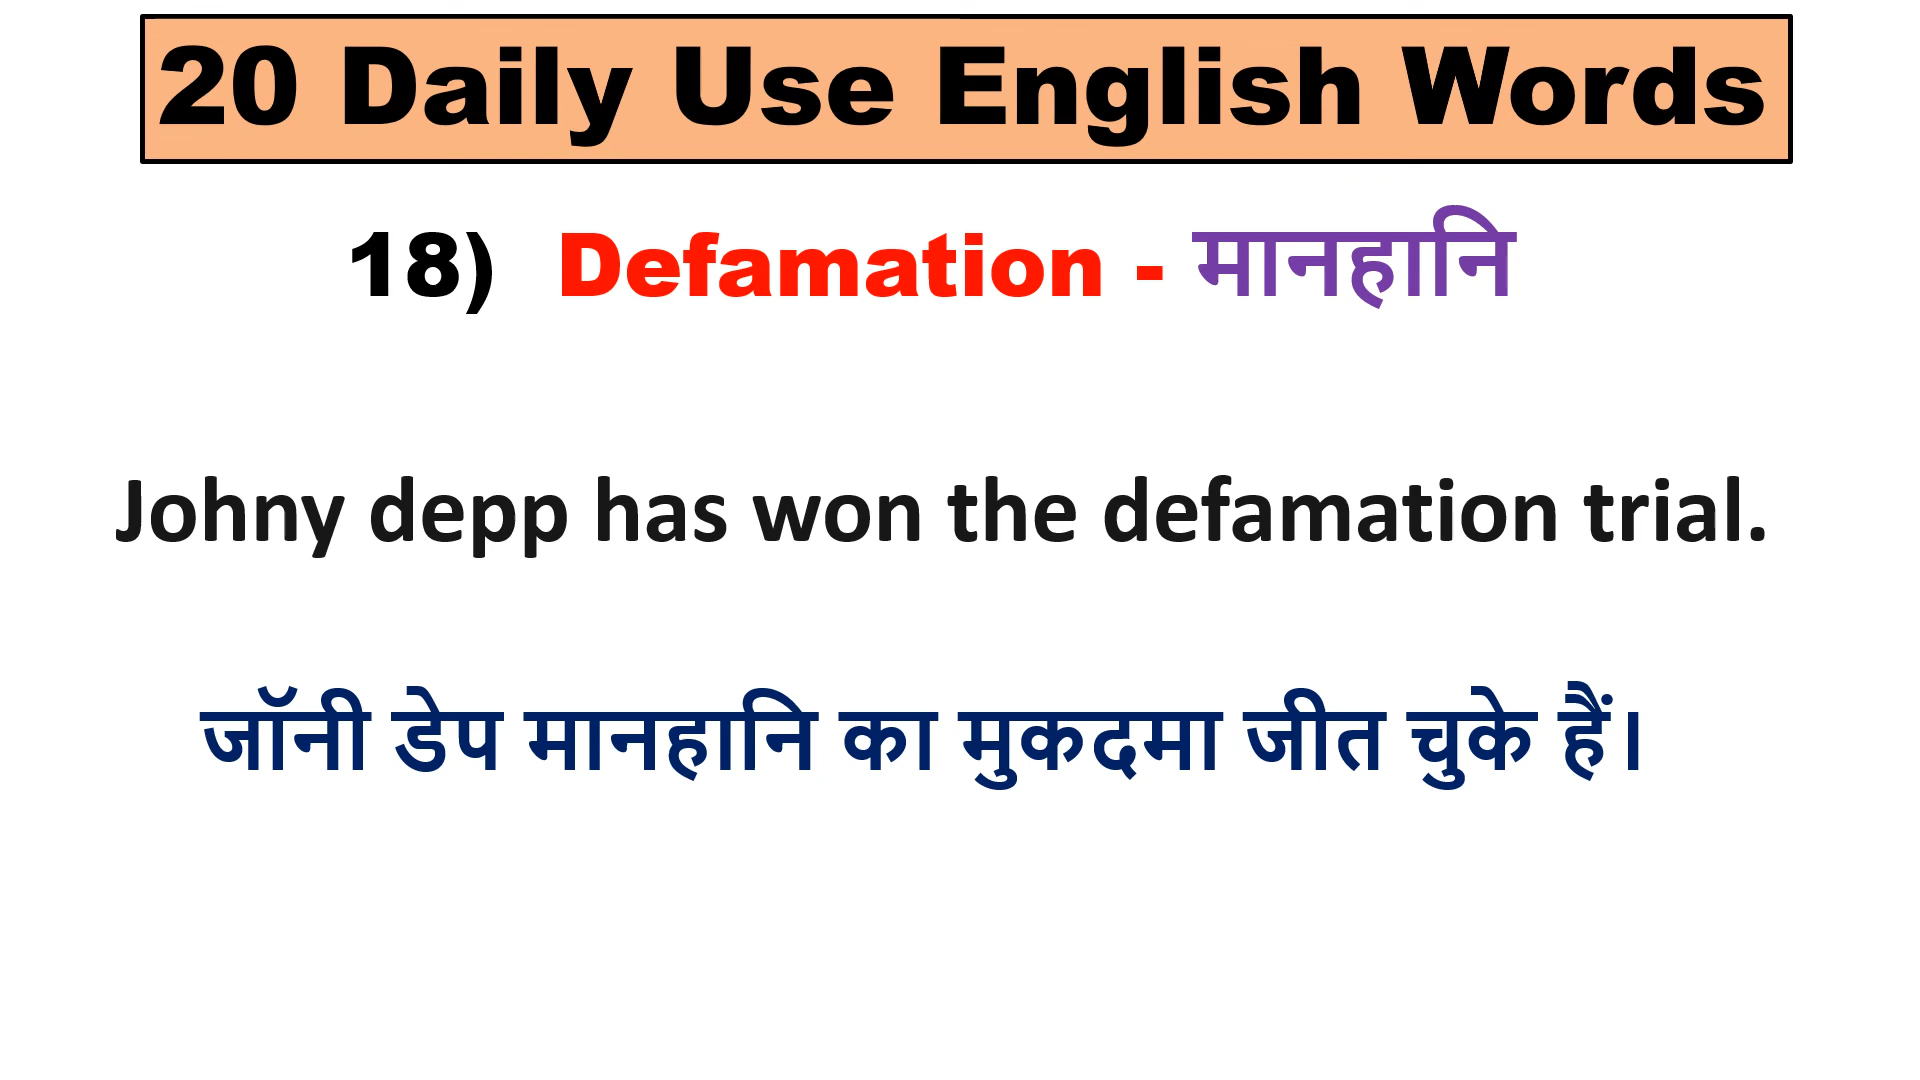 20 Daily Use English Words
18) Defamation - मानहानि
Johny depp has won the defamation trial.
जॉनी डेप मानहानि का मुकदमा जीत चुके हैं।